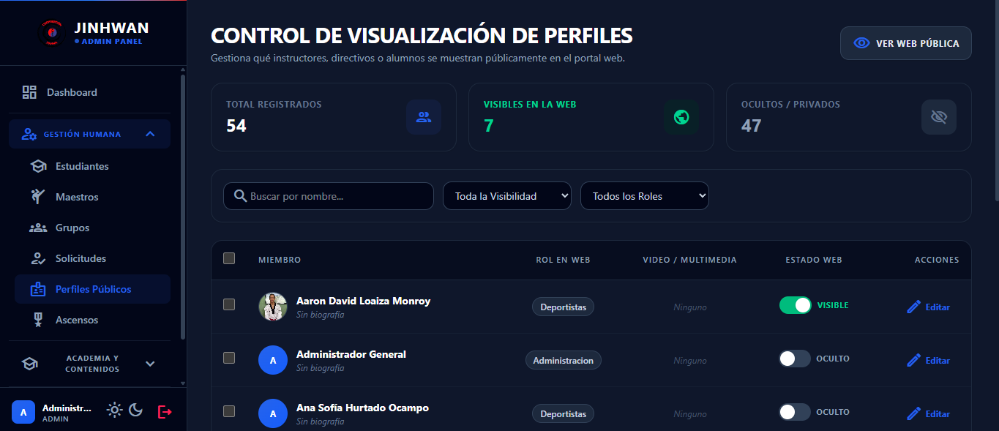 JINHWAN
ADMIN PANEL
Dashboard
GESTIÓN HUMANA
Estudiantes
Maestros
Grupos
Solicitudes
Perfiles Públicos
Ascensos
ACADEMIA Y
CONTENIDOS
A
Administr...
ADMIN
CONTROL DE VISUALIZACIÓN DE PERFILES
Gestiona qué instructores, directivos o alumnos se muestran públicamente en el portal web.
VER WEB PÚBLICA
TOTAL REGISTRADOS
54
VISIBLES EN LA WEB
7
OCULTOS / PRIVADOS
47
Buscar por nombre...
Toda la Visibilidad
Todos los Roles
MIEMBRO ROL EN WEB VIDEO / MULTIMEDIA ESTADO WEB ACCIONES
Aaron David Loaiza Monroy
Sin biografía
Deportistas
Ninguno
VISIBLE
Editar
A
Administrador General
Sin biografía
Administracion
Ninguno
OCULTO
Editar
A
Ana Sofía Hurtado Ocampo
Sin biografía
Deportistas
Ninguno
OCULTO
Editar